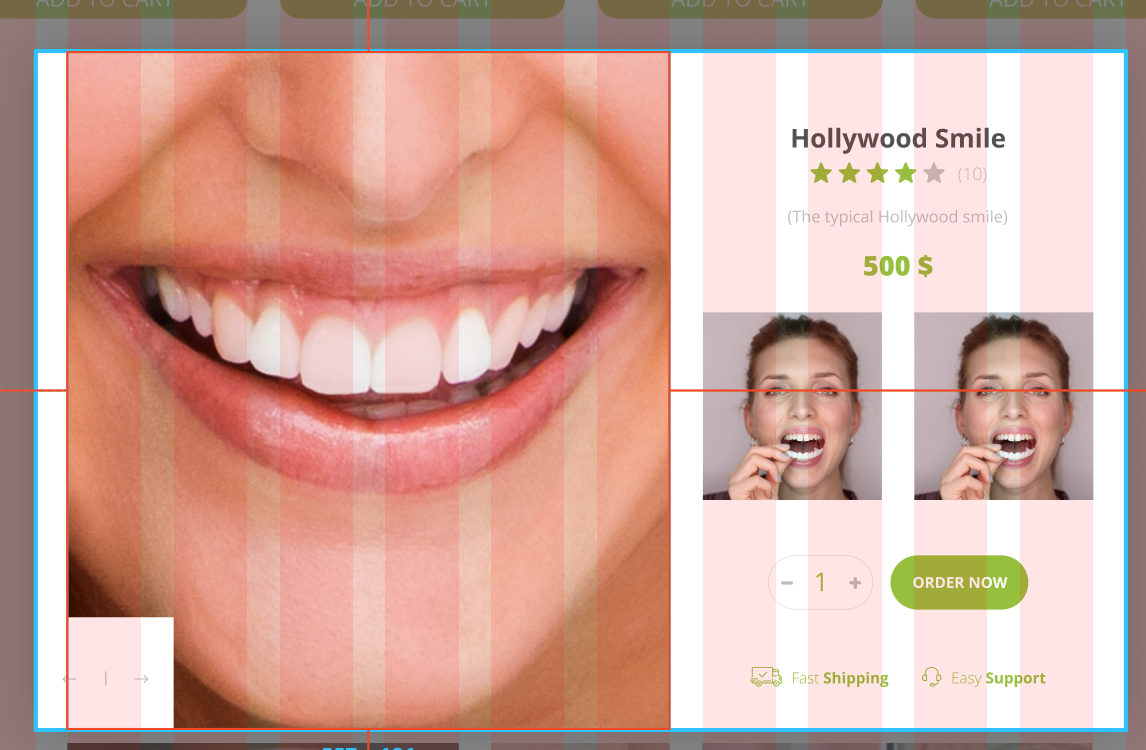 ADD TO CART
ADD TO CART
ADD TO CART
ADD TO CART
Hollywood Smile
(10)
(The typical Hollywood smile)
500 $
1
ORDER NOW
Fast Shipping
Easy Support